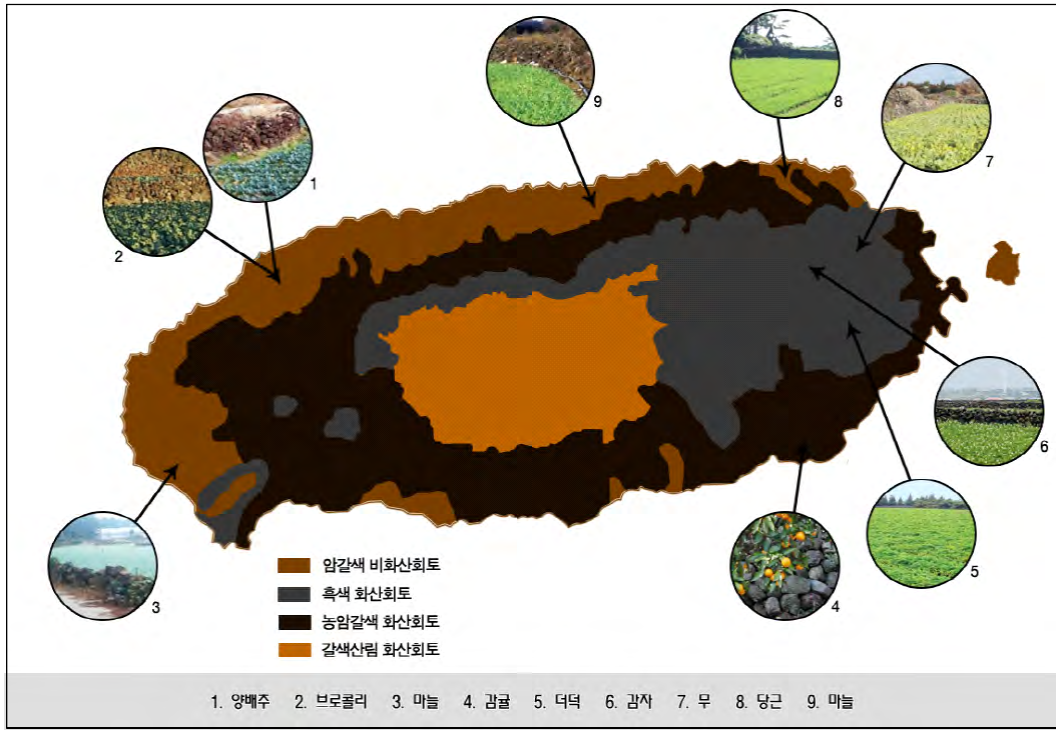 9
8
7
1
2
6
5
4
3
암갈색 비화산회토
흑색 화산회토
농암갈색 화산회토
갈색산림 화산회토
1. 양배추 2. 브로콜리 3. 마늘 4. 감귤 5. 더덕 6. 감자 7. 무 8. 당근 9. 마늘